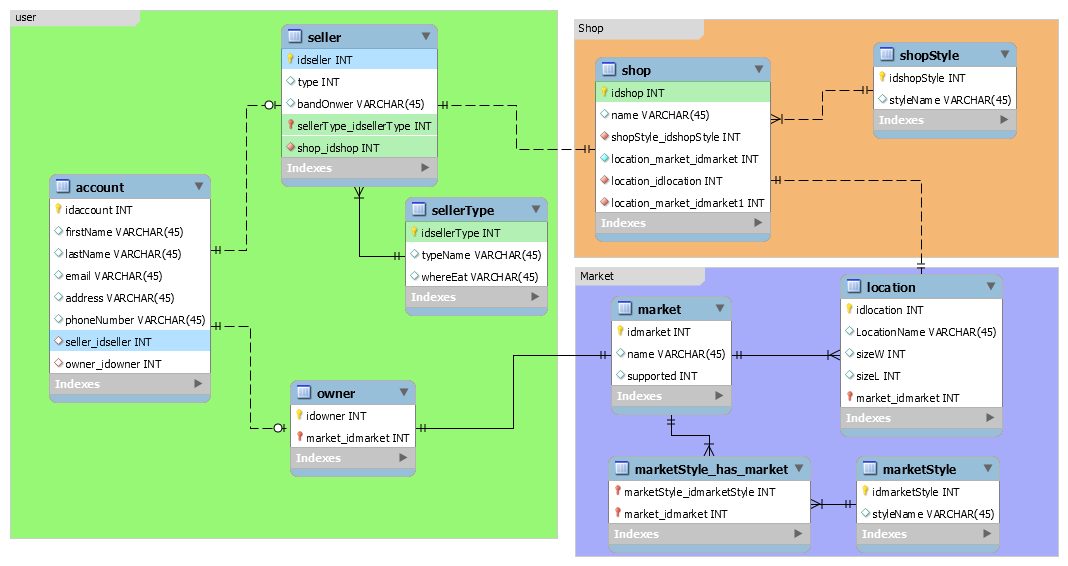 user
seller
idseller INT
type INT
bandOnwer VARCHAR(45)
sellerType_idsellerType INT
shop_idshop INT
Indexes
account
idaccount INT
firstName VARCHAR(45)
lastName VARCHAR(45)
email VARCHAR(45)
address VARCHAR(45)
phoneNumber VARCHAR(45)
seller_idseller INT
owner_idowner INT
Indexes
sellerType
idsellerType INT
typeName VARCHAR(45)
whereEat VARCHAR(45)
Indexes
owner
idowner INT
market_idmarket INT
Indexes
Shop
shop
idshop INT
name VARCHAR(45)
shopStyle_idshopStyle INT
location_market_idmarket INT
location_idlocation INT
location_market_idmarket1 INT
Indexes
shopStyle
idshopStyle INT
styleName VARCHAR(45)
Indexes
Market
market
idmarket INT
name VARCHAR(45)
supported INT
Indexes
location
idlocation INT
LocationName VARCHAR(45)
sizeW INT
sizeL INT
market_idmarket INT
Indexes
marketStyle_has_market
marketStyle_idmarketStyle INT
market_idmarket INT
Indexes
marketStyle
idmarketStyle INT
styleName VARCHAR(45)
Indexes